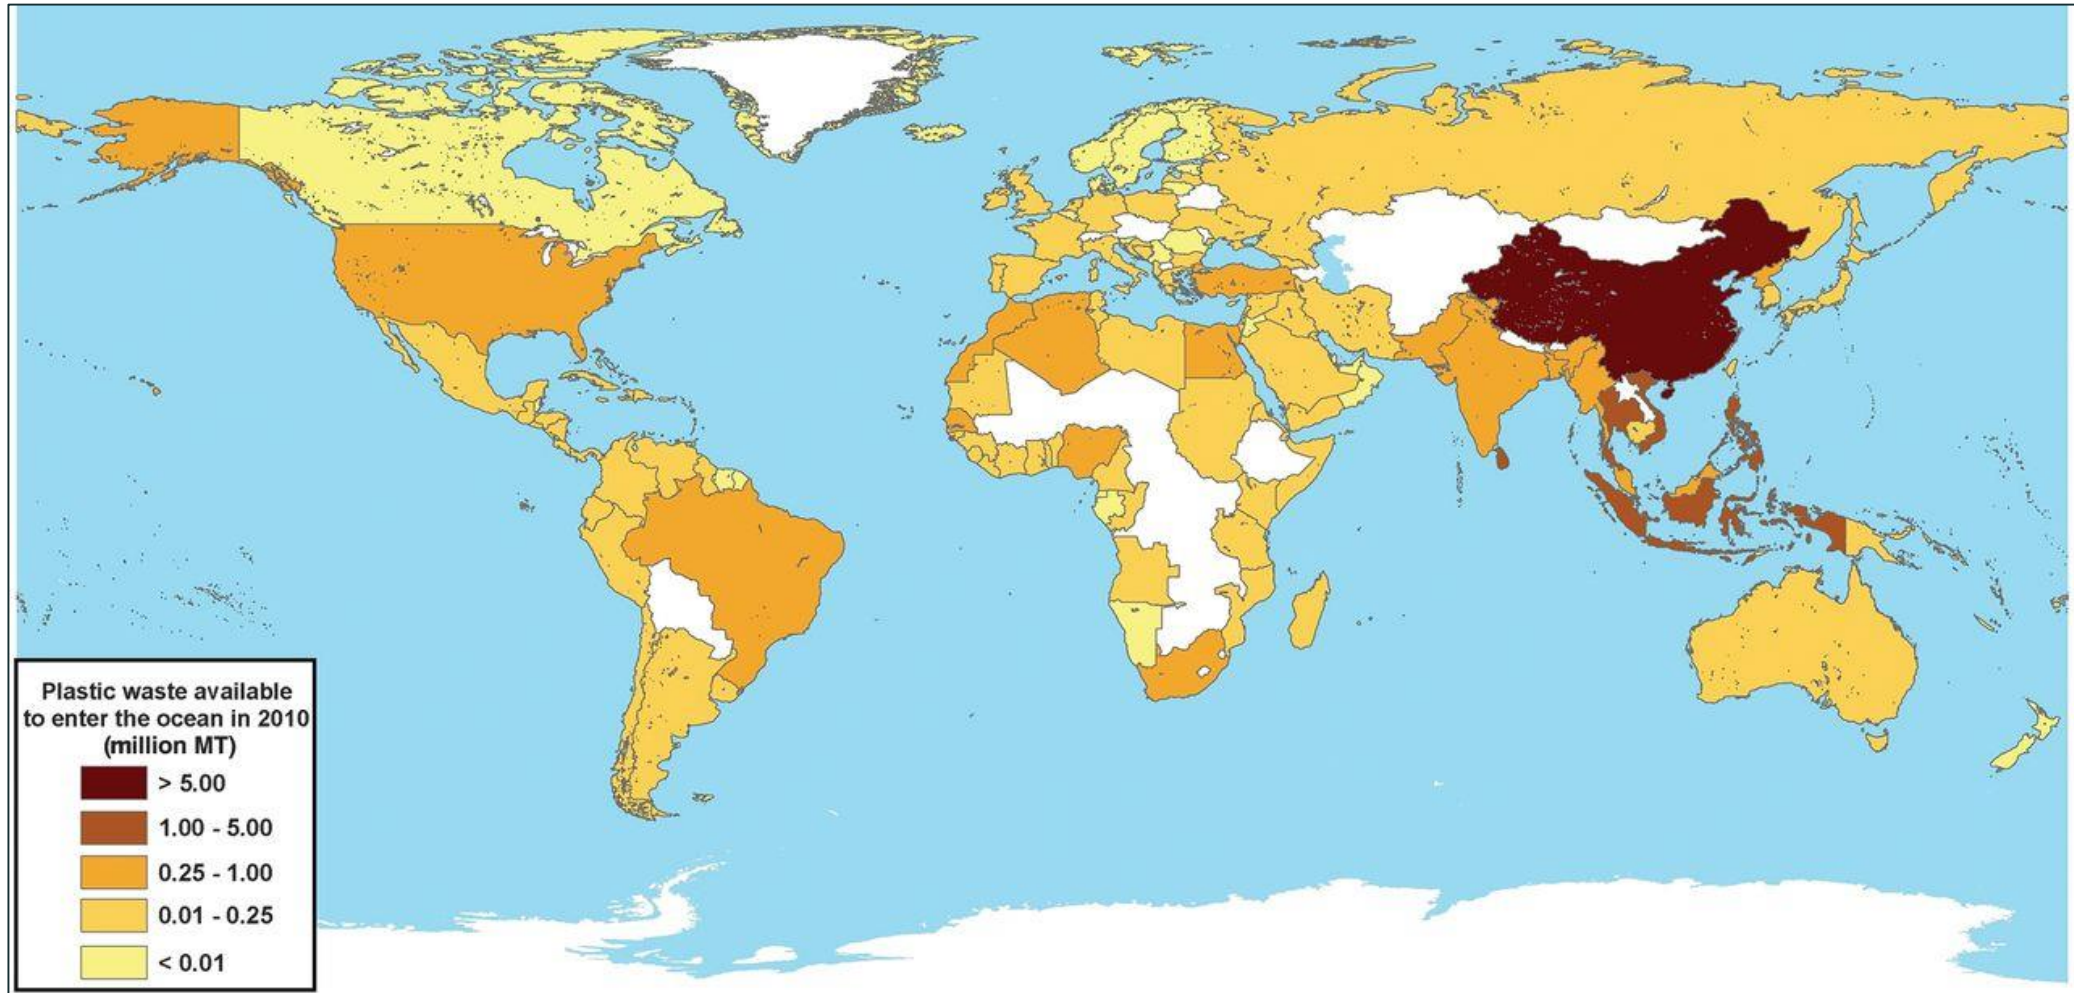 Plastic waste available
to enter the ocean in 2010
(million MT)
> 5.00
1.00 - 5.00
0.25 - 1.00
0.01 - 0.25
< 0.01